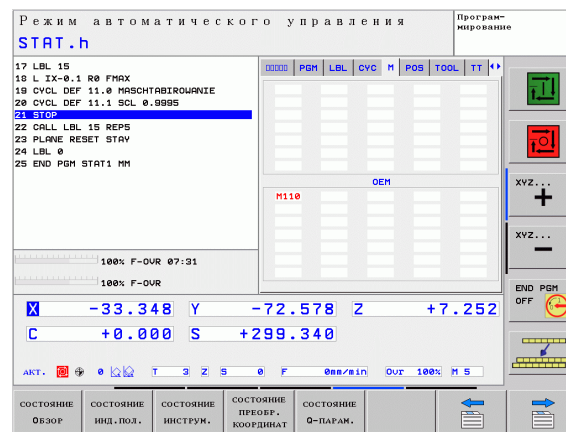 Режим автоматического управления
Програм-
мирование
STAT.h
17 LBL 15
18 L IX-0.1 R0 FMAX
19 CYCL DEF 11.0 MASCHTABIROWANIE
20 CYCL DEF 11.1 SCL 0.9995
21 STOP
22 CALL LBL 15 REP5
23 PLANE RESET STAY
24 LBL 0
25 END PGM STAT1 MM
PGM LBL CYC M POS TOOL TT
OEM
M110
100% F-OVR 07:31
100% F-OVR
X -33.348 Y -72.578 Z +7.252
C +0.000 S +299.340
АКТ. 0 T 3 Z S 0 F 0mm/min Ovr 100% M 5
XYZ...
+
XYZ...
−
END PGM
OFF
СОСТОЯНИЕ
ОБЗОР
СОСТОЯНИЕ
ИНД.ПОЛ.
СОСТОЯНИЕ
ИНСТРУМ.
СОСТОЯНИЕ
ПРЕОБР.
КООРДИНАТ
СОСТОЯНИЕ
Q-ПАРАМ.